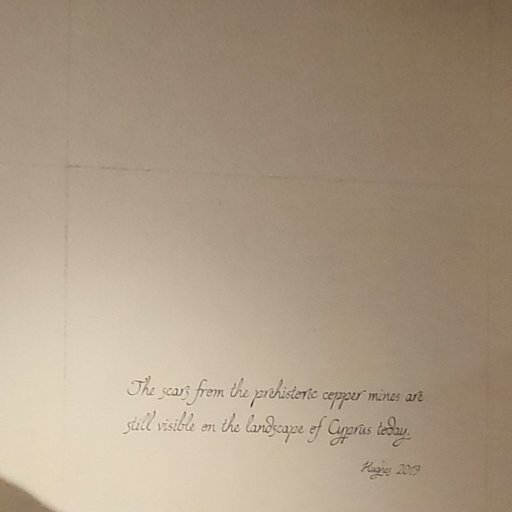 The scars from the prehistoric copper mines are
still visible on the landscape of Cyprus today.
Hughes 2019